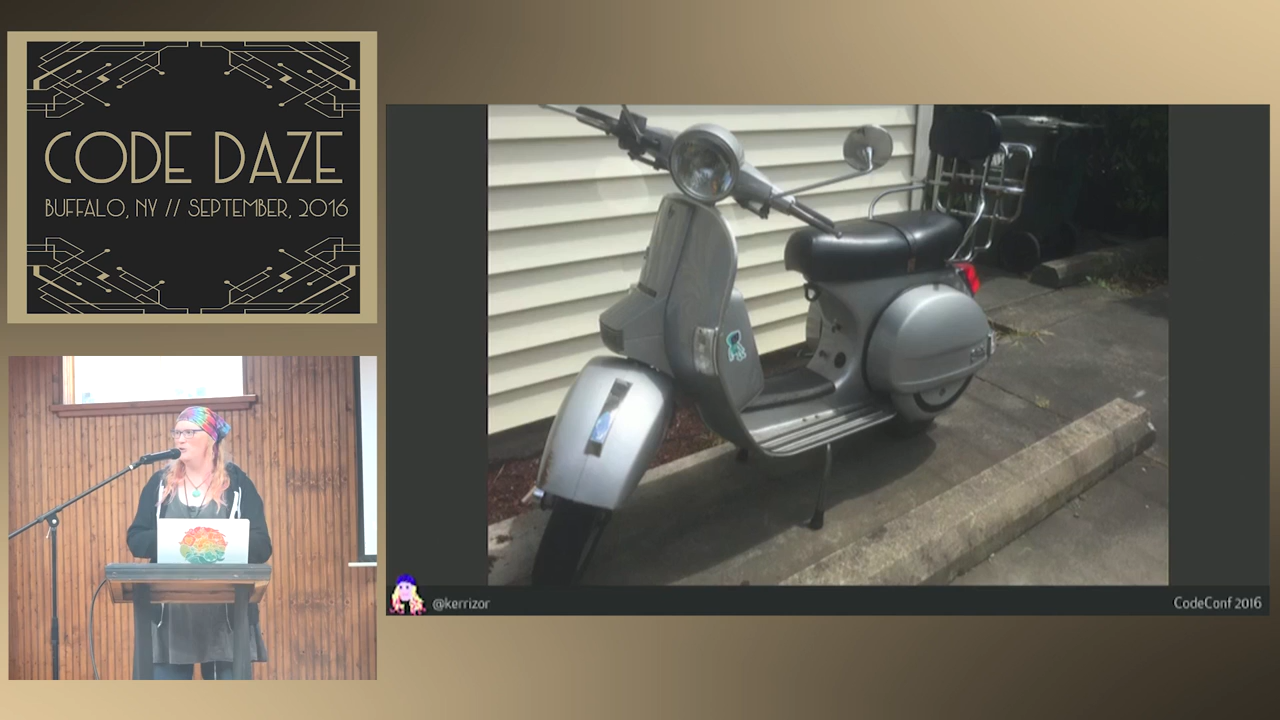 CODE DAZE
BUFFALO, NY // SEPTEMBER, 2016
@kerrizor
CodeConf 2016